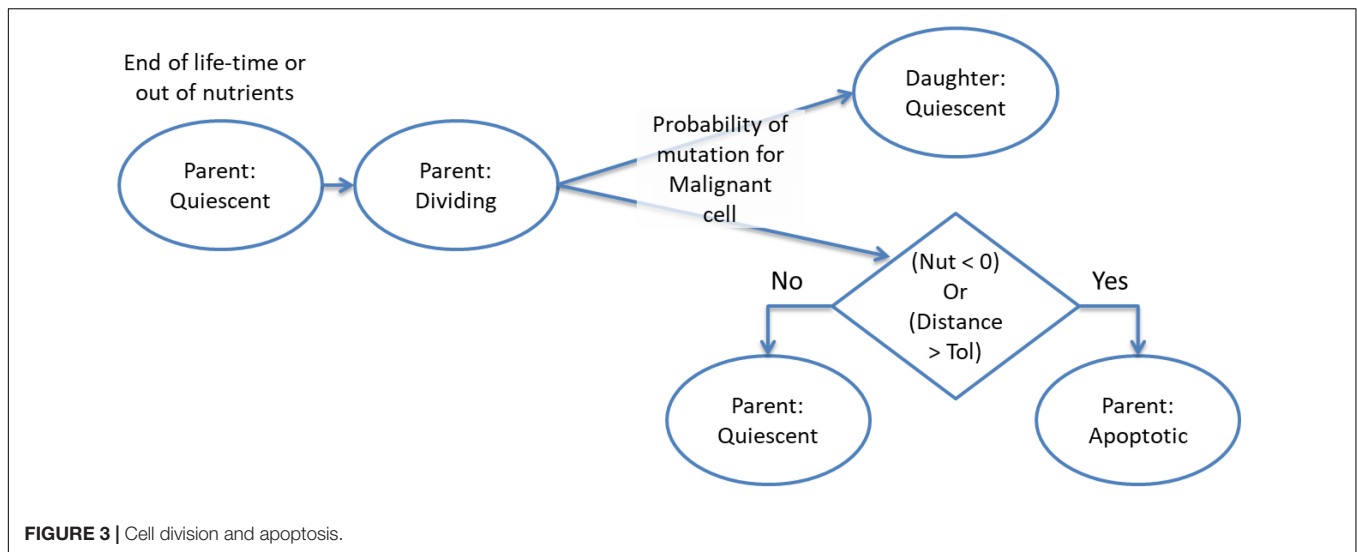 End of life-time or
out of nutrients
Parent:
Quiescent
Parent:
Dividing
Probability of
mutation for
Malignant
cell
Daughter:
Quiescent
(Nut < 0)
Or
(Distance
> Tol)
No
Yes
Parent:
Quiescent
Parent:
Apoptotic
FIGURE 3 | Cell division and apoptosis.